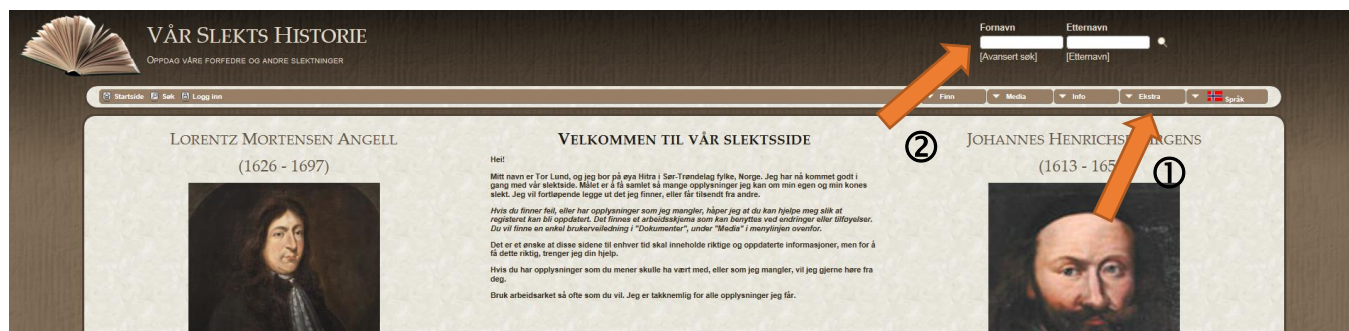 VÅR SLEKTS HISTORIE
OPPDAG VÅRE FORFEDRE OG ANDRE SLEKTNINGER
Fornavn Etternavn
[Avansert søk] [Etternavn]
Startside Søk Logg inn
Finn Media Info Ekstra Språk
LORENTZ MORTENSEN ANGELL
(1626 - 1697)
VELKOMMEN TIL VÅR SLEKTSSIDE
Hei!
Mitt navn er Tor Lund, og jeg bor på øya Hitra i Sør-Trøndelag fylke, Norge. Jeg har nå kommet godt i
gang med vår slektside. Målet er å få samlet så mange opplysninger jeg kan om min egen og min kones
slekt. Jeg vil fortløpende legge ut det jeg finner, eller får tilsendt fra andre.
Hvis du finner feil, eller har opplysninger som jeg mangler, håper jeg at du kan hjelpe meg slik at
registeret kan bli oppdatert. Det finnes et arbeidsskjema som kan benyttes ved endringer eller tilføyelser.
Du vil finne en enkel brukerveiledning i "Dokumenter", under "Media" i menylinjen ovenfor.
Det er et ønske at disse sidene til enhver tid skal inneholde riktige og oppdaterte informasjoner, men for å
få dette riktig, trenger jeg din hjelp.
Hvis du har opplysninger som du mener skulle ha vært med, eller som jeg mangler, vil jeg gjerne høre fra
deg.
Bruk arbeidsarket så ofte som du vil. Jeg er takknemlig for alle opplysninger jeg får.
②
JOHANNES
(1613 -
①